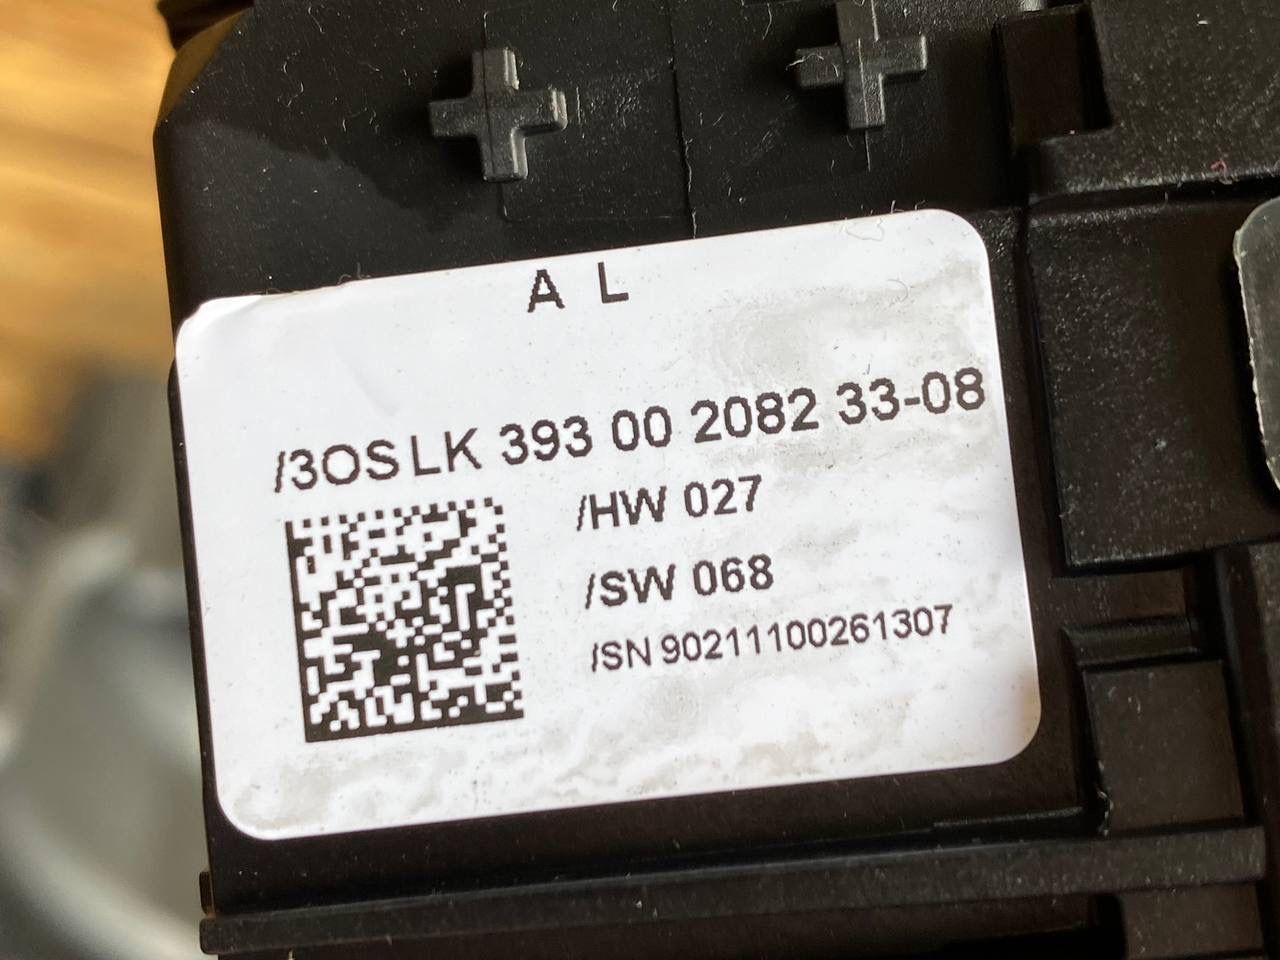 A L
/3OSLK 393 00 2082 33-08
/HW 027
/SW 068
/SN 90211100261307